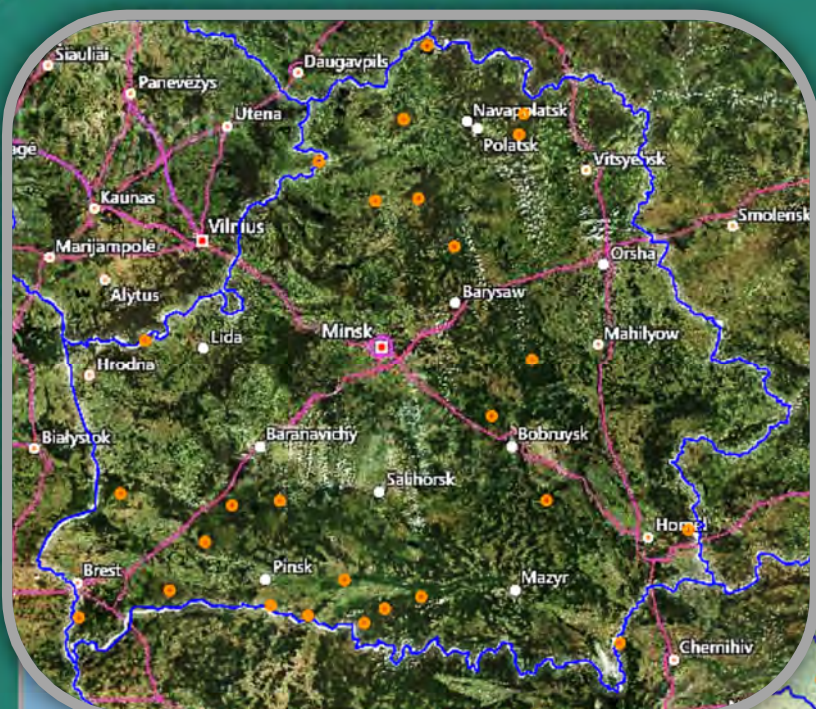 Šiauliai
Daugavpils
Panevėžys
Utena
Navapolatsk
Polatsk
agė
Vitsyebsk
Kaunas
Smolensk
Vilnius
Marijampolė
Orsha
Alytus
Barysaw
Minsk
Lida
Mahilyow
Hrodna
Białystok
Baranavichy
Bobruysk
Salihorsk
Homel
Brest
Pinsk
Mazyr
Chernihiv